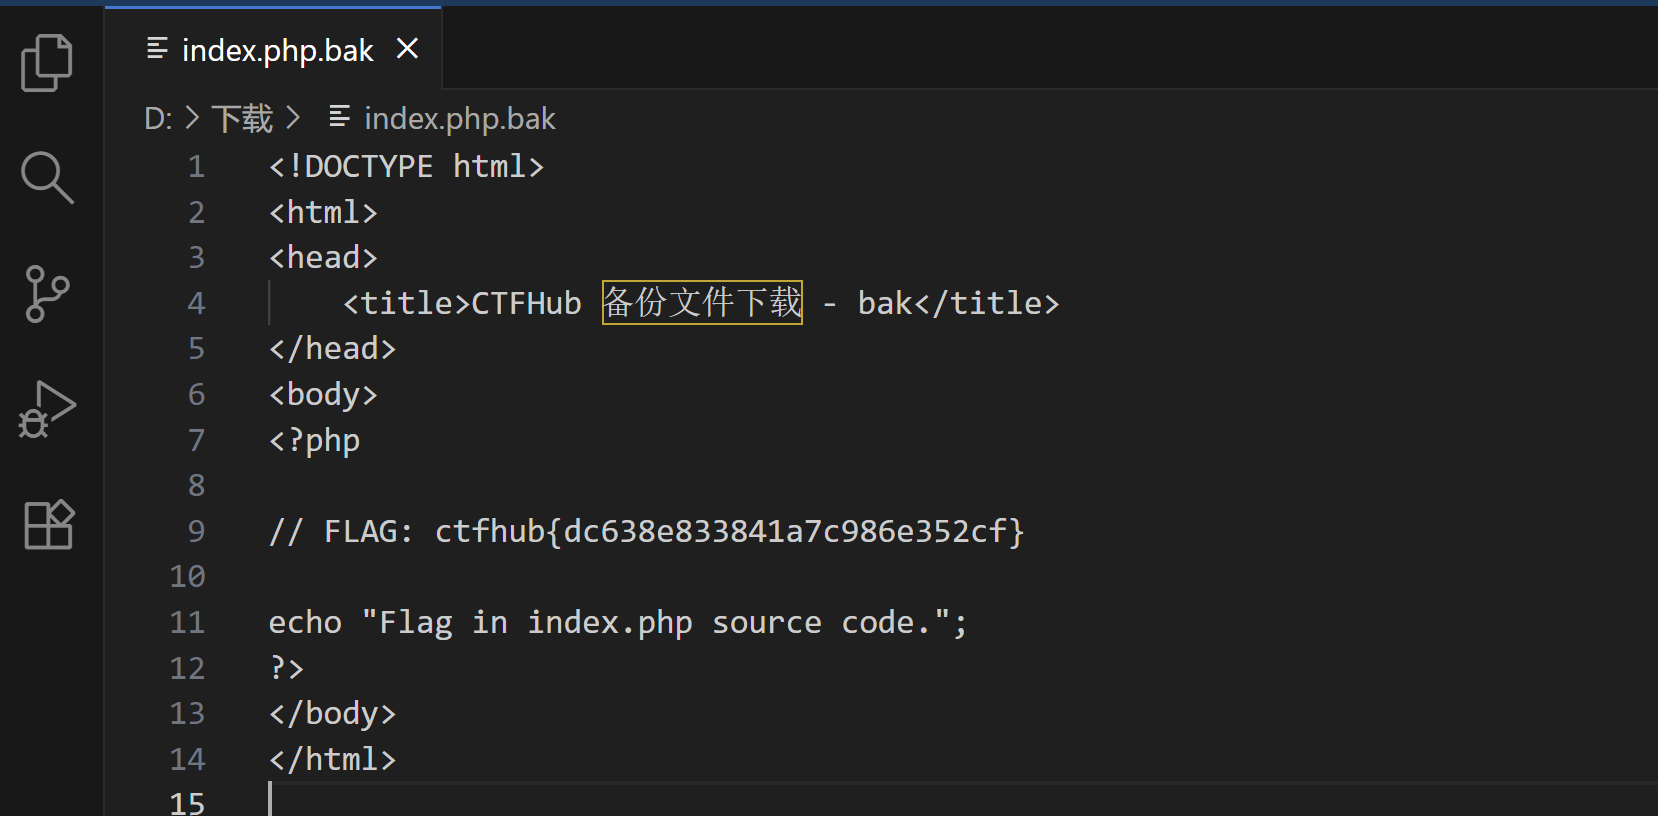 index.php.bak
D: > 下载 > index.php.bak
1 <!DOCTYPE html>
2 <html>
3 <head>
4     <title>CTFHub 备份文件下载 - bak</title>
5 </head>
6 <body>
7 <?php
8
9 // FLAG: ctfhub{dc638e833841a7c986e352cf}
10
11 echo "Flag in index.php source code.";
12 ?>
13 </body>
14 </html>
15